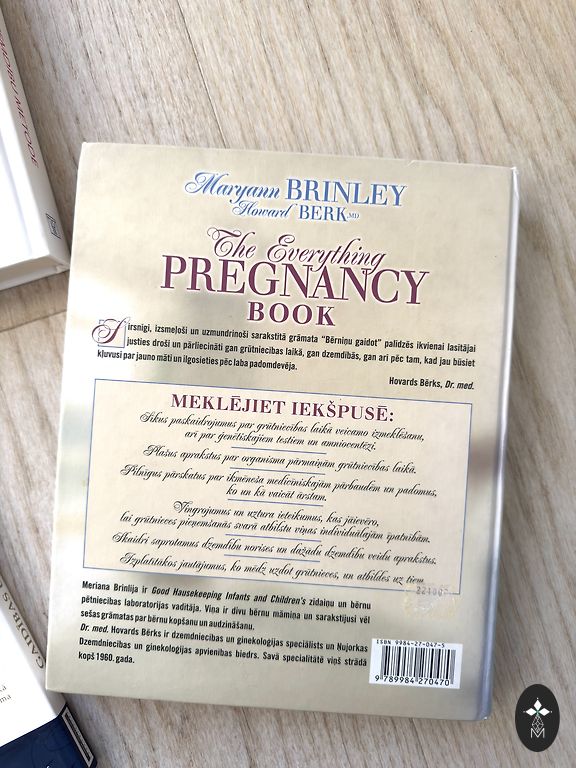 Maryann BRINLEY
Howard BERK, MD
The Everything
PREGNANCY
BOOK
Sirsnīgi, izsmeļoši un uzmundrinoši sarakstītā grāmata "Bērniņu gaidot" palīdzēs ikvienai lasītājai
justies droši un pārliecināti gan grūtniecības laikā, gan dzemdībās, gan arī pēc tam, kad jau būsiet
kļuvusi par jauno māti un ilgosieties pēc laba padomdevēja.
Hovards Bērks, Dr. med.
MEKLĒJIET IEKŠPUSĒ:
Sīkus paskaidrojumus par grūtniecības laikā veicamo izmeklēšanu,
arī par ģenētiskajiem testiem un amniocentēzi.
Plašus aprakstus par organisma pārmaiņām grūtniecības laikā.
Pilnīgus pārskatus par ikmēneša medicīniskajām pārbaudēm un padomus,
ko un kā vaicāt ārstam.
Vingrojumus un uztura ieteikumus, kas jāievēro,
lai grūtnieces pieņemšanās svarā atbilstu viņas individuālajām īpatnībām.
Skaidri saprotamus dzemdību norises un dažādu dzemdību veidu aprakstus.
Izplatītākos jautājumus, ko mēdz uzdot grūtnieces, un atbildes uz tiem.
Meriana Brinlija ir Good Hausekeeping Infants and Children's zīdaiņu un bērnu
pētniecības laboratorijas vadītāja. Viņa ir divu bērnu māmiņa un sarakstījusi vēl
sešas grāmatas par bērnu kopšanu un audzināšanu.
Dr. med. Hovards Bērks ir dzemdniecības un ginekoloģijas speciālists un Ņujorkas
Dzemdniecības un ginekoloģijas apvienības biedrs. Savā specialitātē viņš strādā
kopš 1960. gada.
ISBN 9984-27-047-5
9 789984 270470
GAIDĪBAS
M